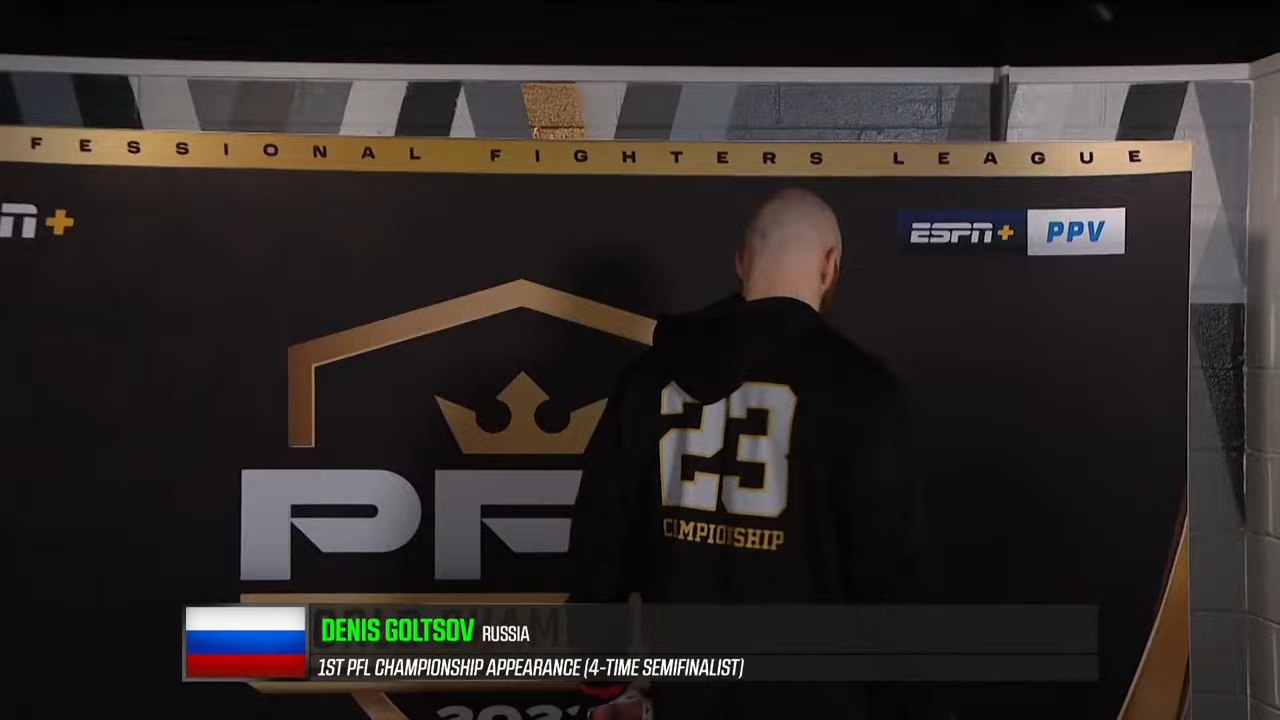 FESSIONAL FIGHTERS LEAGUE
ESPN+ PPV
23
CHAMPIONSHIP
DENIS GOLTSOV RUSSIA
1ST PFL CHAMPIONSHIP APPEARANCE (4-TIME SEMIFINALIST)